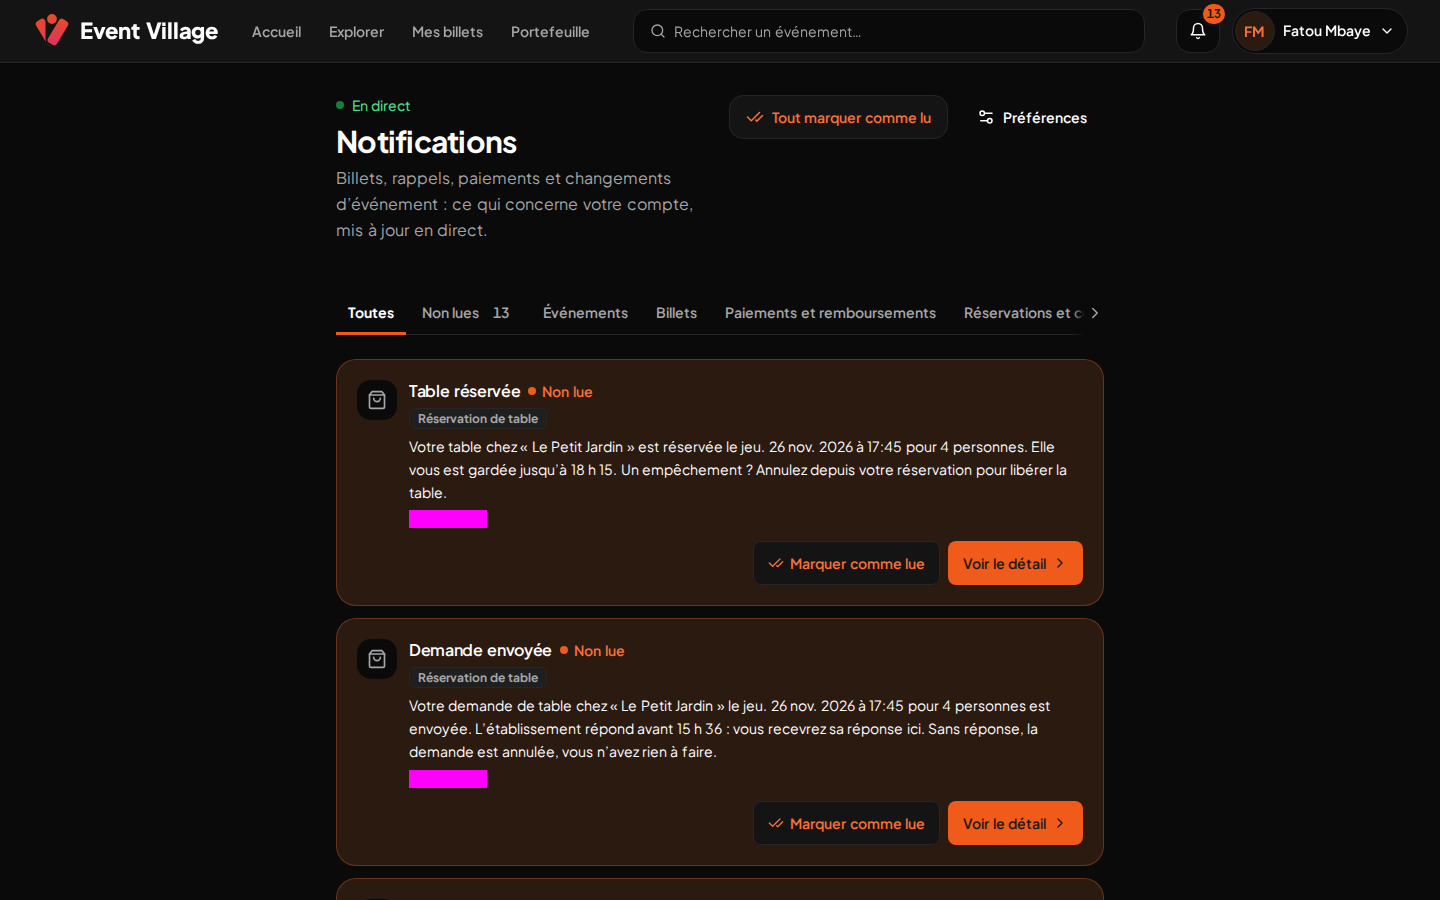 Event Village
Accueil
Explorer
Mes billets
Portefeuille
Rechercher un événement…
13
FM
Fatou Mbaye
En direct
Notifications
Billets, rappels, paiements et changements
d’événement : ce qui concerne votre compte,
mis à jour en direct.
Tout marquer comme lu
Préférences
Toutes
Non lues 13
Événements
Billets
Paiements et remboursements
Réservations et
Table réservée
Non lue
Réservation de table
Votre table chez « Le Petit Jardin » est réservée le jeu. 26 nov. 2026 à 17:45 pour 4 personnes. Elle
vous est gardée jusqu’à 18 h 15. Un empêchement ? Annulez depuis votre réservation pour libérer la
table.
Marquer comme lue
Voir le détail
Demande envoyée
Non lue
Réservation de table
Votre demande de table chez « Le Petit Jardin » le jeu. 26 nov. 2026 à 17:45 pour 4 personnes est
envoyée. L’établissement répond avant 15 h 36 : vous recevrez sa réponse ici. Sans réponse, la
demande est annulée, vous n’avez rien à faire.
Marquer comme lue
Voir le détail